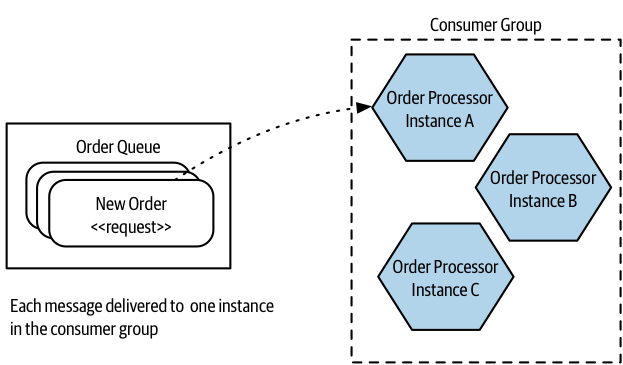 Consumer Group
Order Processor
Instance A
Order Queue
New Order
<<request>>
Order Processor
Instance B
Order Processor
Instance C
Each message delivered to one instance
in the consumer group